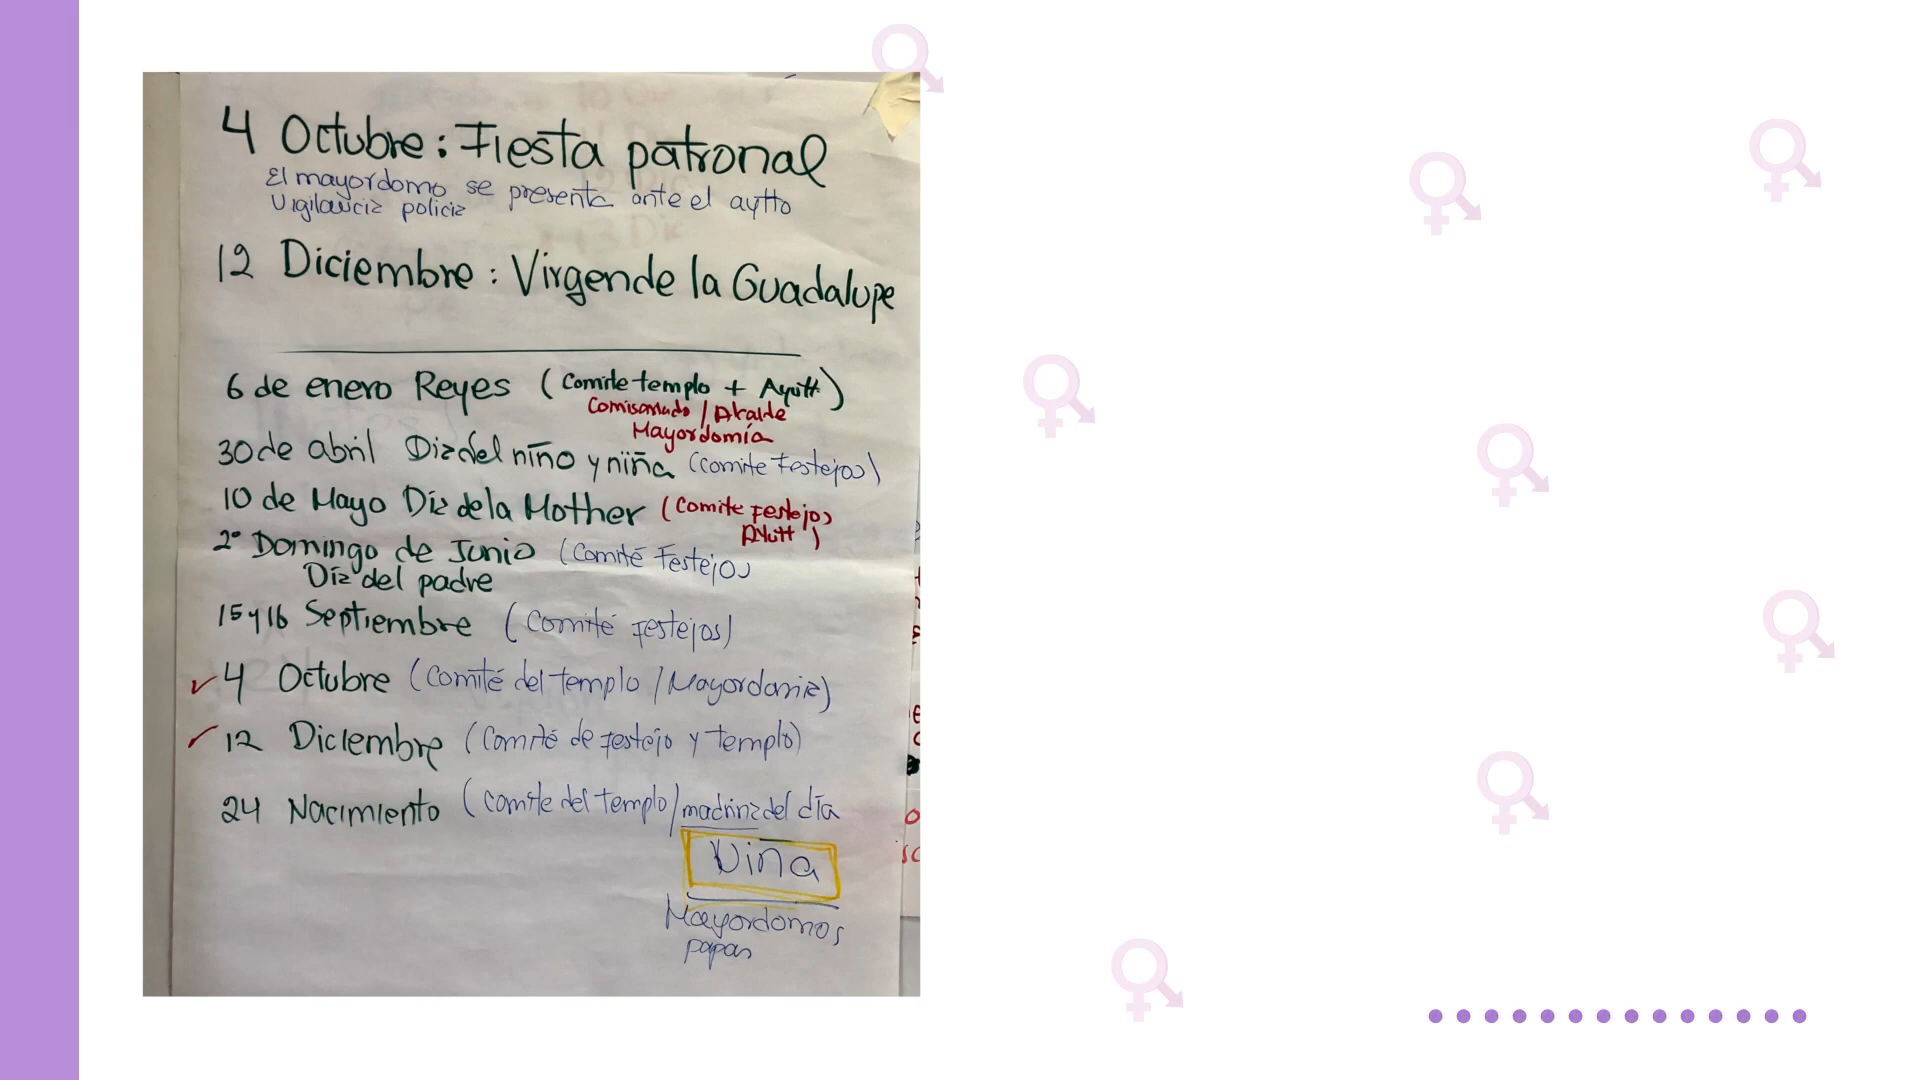 4 Octubre: Fiesta patronal
El mayordomo se presenta ante el aytto
Vigilancia policia
12 Diciembre: Virgen de la Guadalupe
6 de enero Reyes (Comite templo + Aytt)
Comisariado / Alcalde
Mayordomía
30 de abril Dia del niño y niña (comite Festejos)
10 de Mayo Día de la Mother (Comite Festejos
Aytt)
2° Domingo de Junio (Comité Festejos
Día del padre
15 y 16 Septiembre (Comité Festejos)
4 Octubre (Comité del templo / Mayordomia)
12 Diciembre (Comité de festejo y templo)
24 Nacimiento (comite del templo / madrina del día
Mayordomos
papas